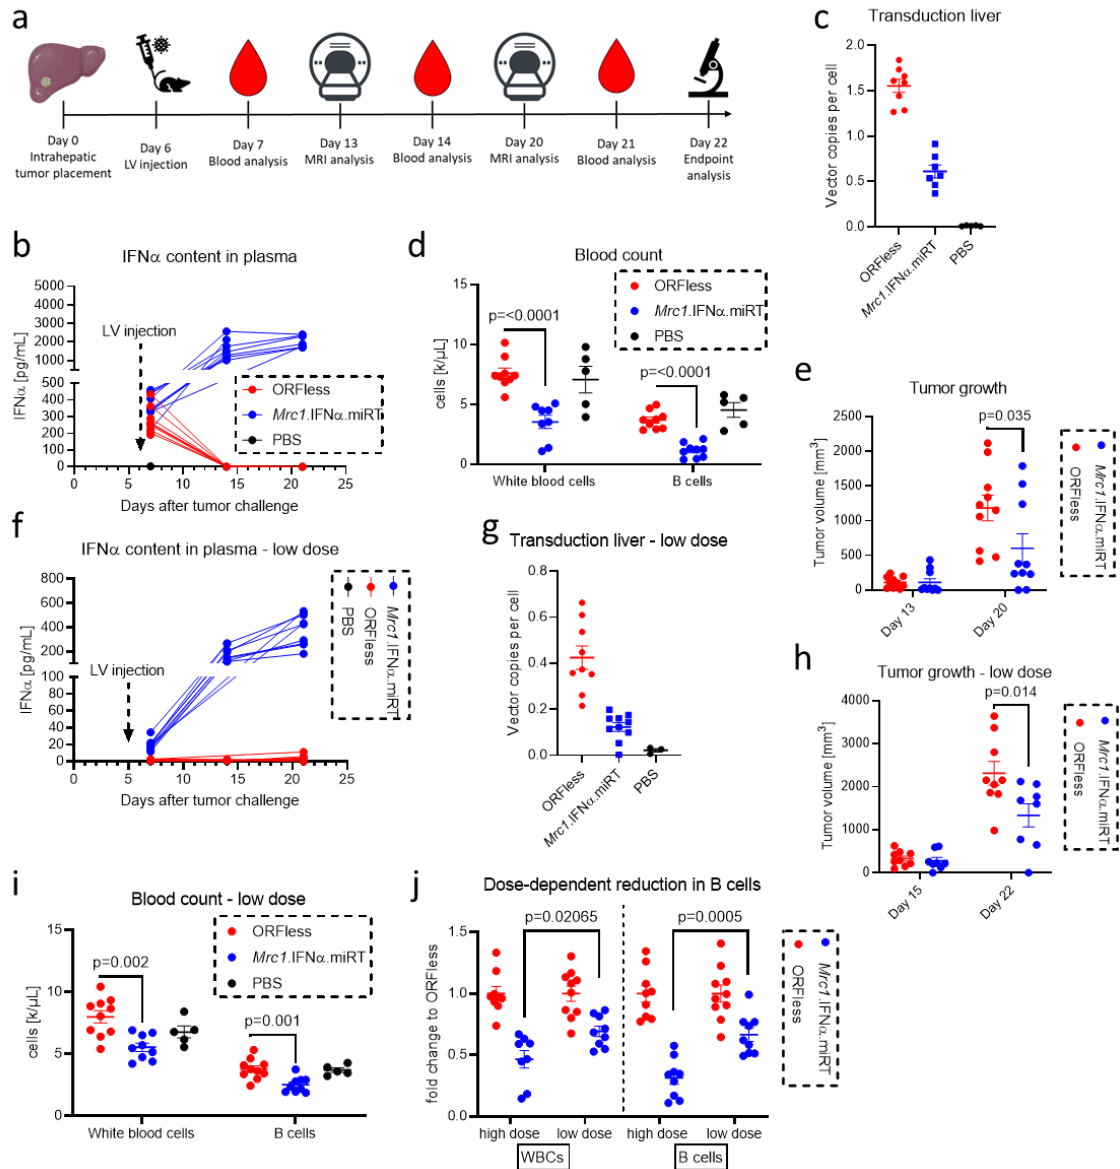 a
Day 0
Intrahepatic
tumor placement
Day 6
LV injection
Day 7
Blood analysis
Day 13
MRI analysis
Day 14
Blood analysis
Day 20
MRI analysis
Day 21
Blood analysis
Day 22
Endpoint
analysis
c
Transduction liver
Vector copies per cell
2.0
1.5
1.0
0.5
0.0
ORFless
Mrc1.IFNα.miRT
PBS
b
IFNα content in plasma
IFNα [pg/mL]
5000
4000
3000
2000
1000
500
400
300
200
100
0
LV injection
ORFless
Mrc1.IFNα.miRT
PBS
0 5 10 15 20 25
Days after tumor challenge
d
Blood count
cells [k/µL]
15
10
5
0
ORFless
Mrc1.IFNα.miRT
PBS
p=<0.0001
p=<0.0001
White blood cells
B cells
e
Tumor growth
Tumor volume [mm³]
2500
2000
1500
1000
500
0
p=0.035
Day 13
Day 20
ORFless
Mrc1.IFNα.miRT
f
IFNα content in plasma - low dose
IFNα [pg/mL]
800
600
400
200
100
80
60
40
20
0
LV injection
0 5 10 15 20 25
Days after tumor challenge
PBS
ORFless
Mrc1.IFNα.miRT
g
Transduction liver - low dose
Vector copies per cell
0.8
0.6
0.4
0.2
0.0
ORFless
Mrc1.IFNα.miRT
PBS
h
Tumor growth - low dose
Tumor volume [mm³]
4000
3000
2000
1000
0
p=0.014
Day 15
Day 22
ORFless
Mrc1.IFNα.miRT
i
Blood count - low dose
cells [k/µL]
15
10
5
0
ORFless
Mrc1.IFNα.miRT
PBS
p=0.002
p=0.001
White blood cells
B cells
j
Dose-dependent reduction in B cells
fold change to ORFless
1.5
1.0
0.5
0.0
p=0.02065
p=0.0005
high dose low dose high dose low dose
WBCs
B cells
ORFless
Mrc1.IFNα.miRT